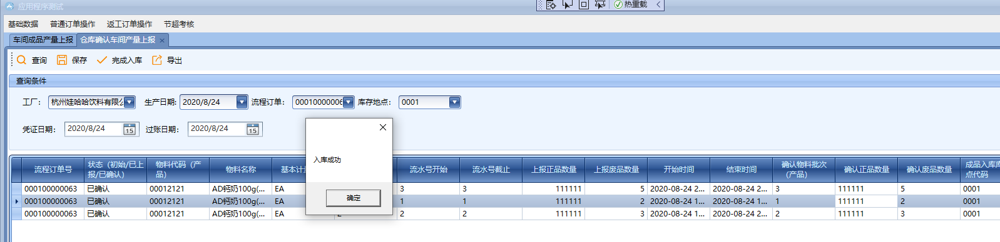 应用程序测试
热重载
基础数据 普通订单操作 返工订单操作 节超考核
车间成品产量上报 仓库确认车间产量上报
查询 保存 完成入库 导出
查询条件
工厂： 杭州娃哈哈饮料有限公 生产日期: 2020/8/24 流程订单： 00010000006 库存地点： 0001
凭证日期： 2020/8/24 15 过账日期： 2020/8/24 15
入库成功
确定
流程订单号 状态（初始/已上报/已确认） 物料代码（产品） 物料名称 基本计 流水号开始 流水号截止 上报正品数量 上报废品数量 开始时间 结束时间 确认物料批次（产品） 确认正品数量 确认废品数量 成品入库库点代码
000100000063 已确认 00012121 AD钙奶100g(... EA 3 3 111111 5 2020-08-24 2... 2020-08-24 2... 3 111111 5 0001
000100000063 已确认 00012121 AD钙奶100g(... EA 1 1 111111 2 2020-08-24 1... 2020-08-24 1... 1 111111 2 0001
000100000063 已确认 00012121 AD钙奶100g(... EA 2 2 2 111111 3 2020-08-24 1... 2020-08-24 2... 2 111111 3 0001